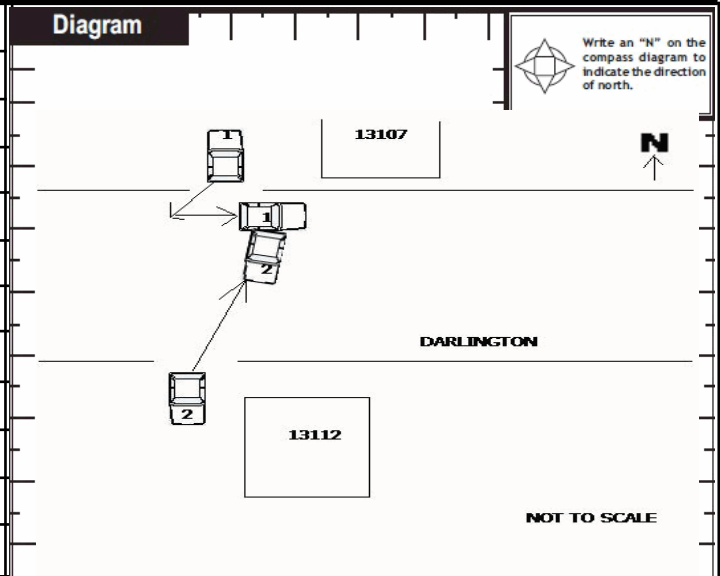 Diagram
Write an "N" on the
compass diagram to
indicate the direction
of north.
1
13107
N
1
2
DARLINGTON
2
13112
NOT TO SCALE